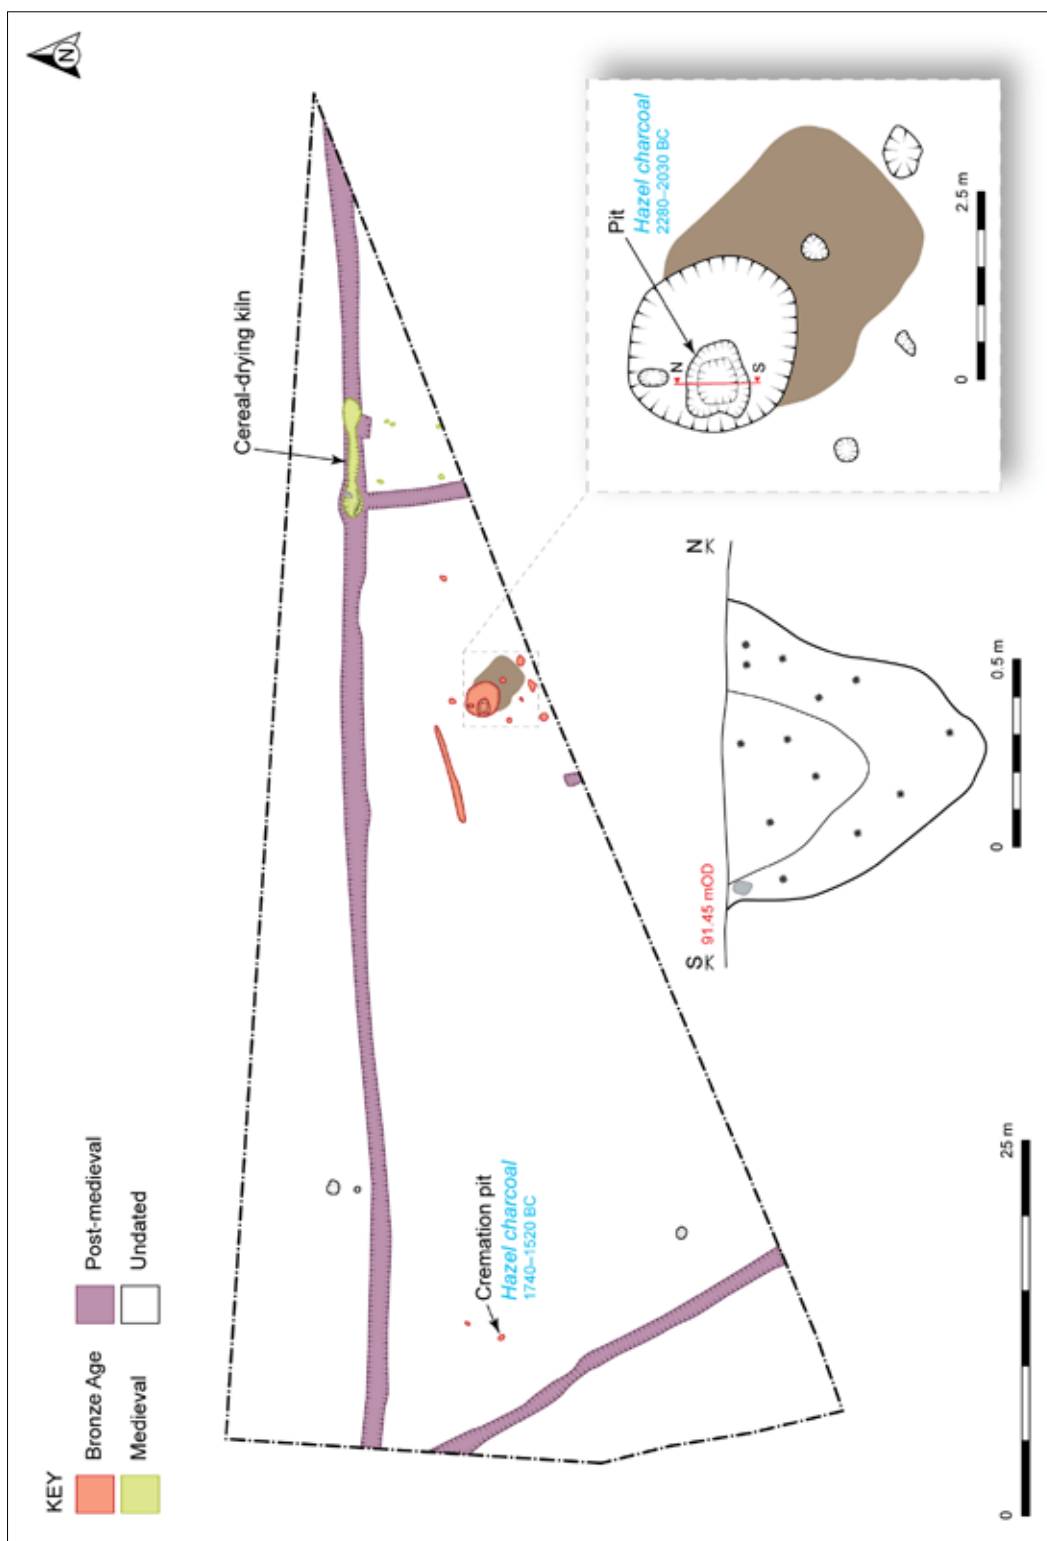 N
KEY
Bronze Age
Post-medieval
Medieval
Undated
Cereal-drying kiln
Cremation pit
Hazel charcoal
1740–1520 BC
Pit
Hazel charcoal
2280–2030 BC
N
S
0
2.5 m
S
N
91.45 mOD
0
0.5 m
0
25 m